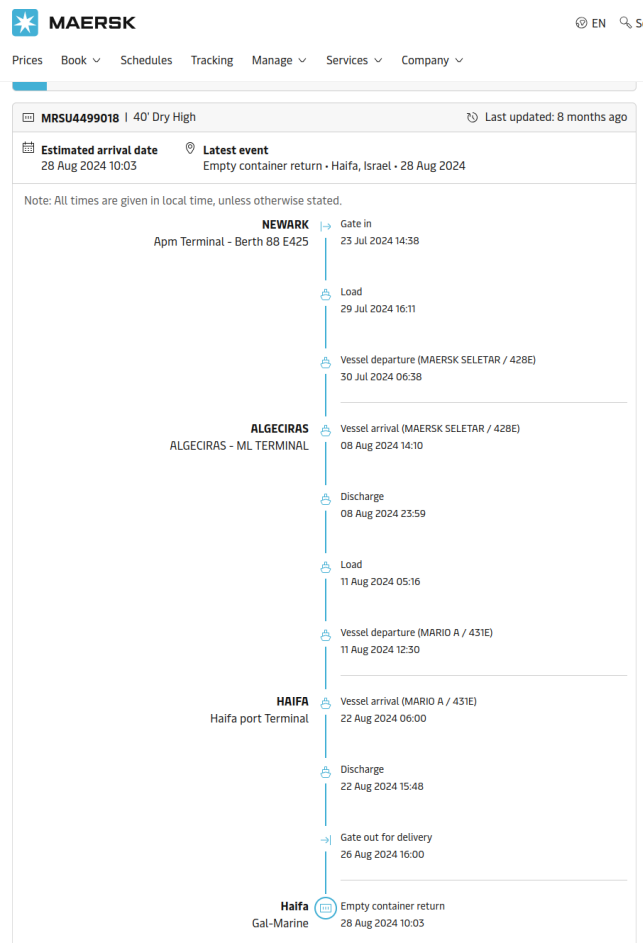 MAERSK
EN
Prices Book Schedules Tracking Manage Services Company
MRSU4499018 | 40' Dry High
Last updated: 8 months ago
Estimated arrival date
28 Aug 2024 10:03
Latest event
Empty container return • Haifa, Israel • 28 Aug 2024
Note: All times are given in local time, unless otherwise stated.
NEWARK
Apm Terminal - Berth 88 E425
Gate in
23 Jul 2024 14:38
Load
29 Jul 2024 16:11
Vessel departure (MAERSK SELETAR / 428E)
30 Jul 2024 06:38
ALGECIRAS
ALGECIRAS - ML TERMINAL
Vessel arrival (MAERSK SELETAR / 428E)
08 Aug 2024 14:10
Discharge
08 Aug 2024 23:59
Load
11 Aug 2024 05:16
Vessel departure (MARIO A / 431E)
11 Aug 2024 12:30
HAIFA
Haifa port Terminal
Vessel arrival (MARIO A / 431E)
22 Aug 2024 06:00
Discharge
22 Aug 2024 15:48
Gate out for delivery
26 Aug 2024 16:00
Haifa
Gal-Marine
Empty container return
28 Aug 2024 10:03